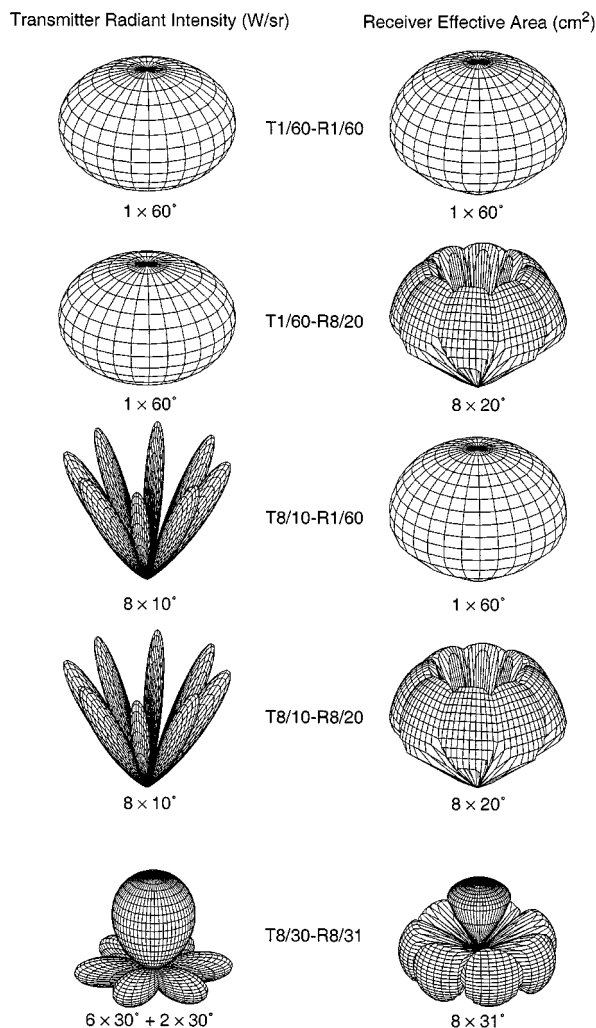 Transmitter Radiant Intensity (W/sr) Receiver Effective Area (cm²)
T1/60-R1/60
1 × 60˚ 1 × 60˚
T1/60-R8/20
1 × 60˚ 8 × 20˚
T8/10-R1/60
8 × 10˚ 1 × 60˚
T8/10-R8/20
8 × 10˚ 8 × 20˚
T8/30-R8/31
6 × 30˚ + 2 × 30˚ 8 × 31˚